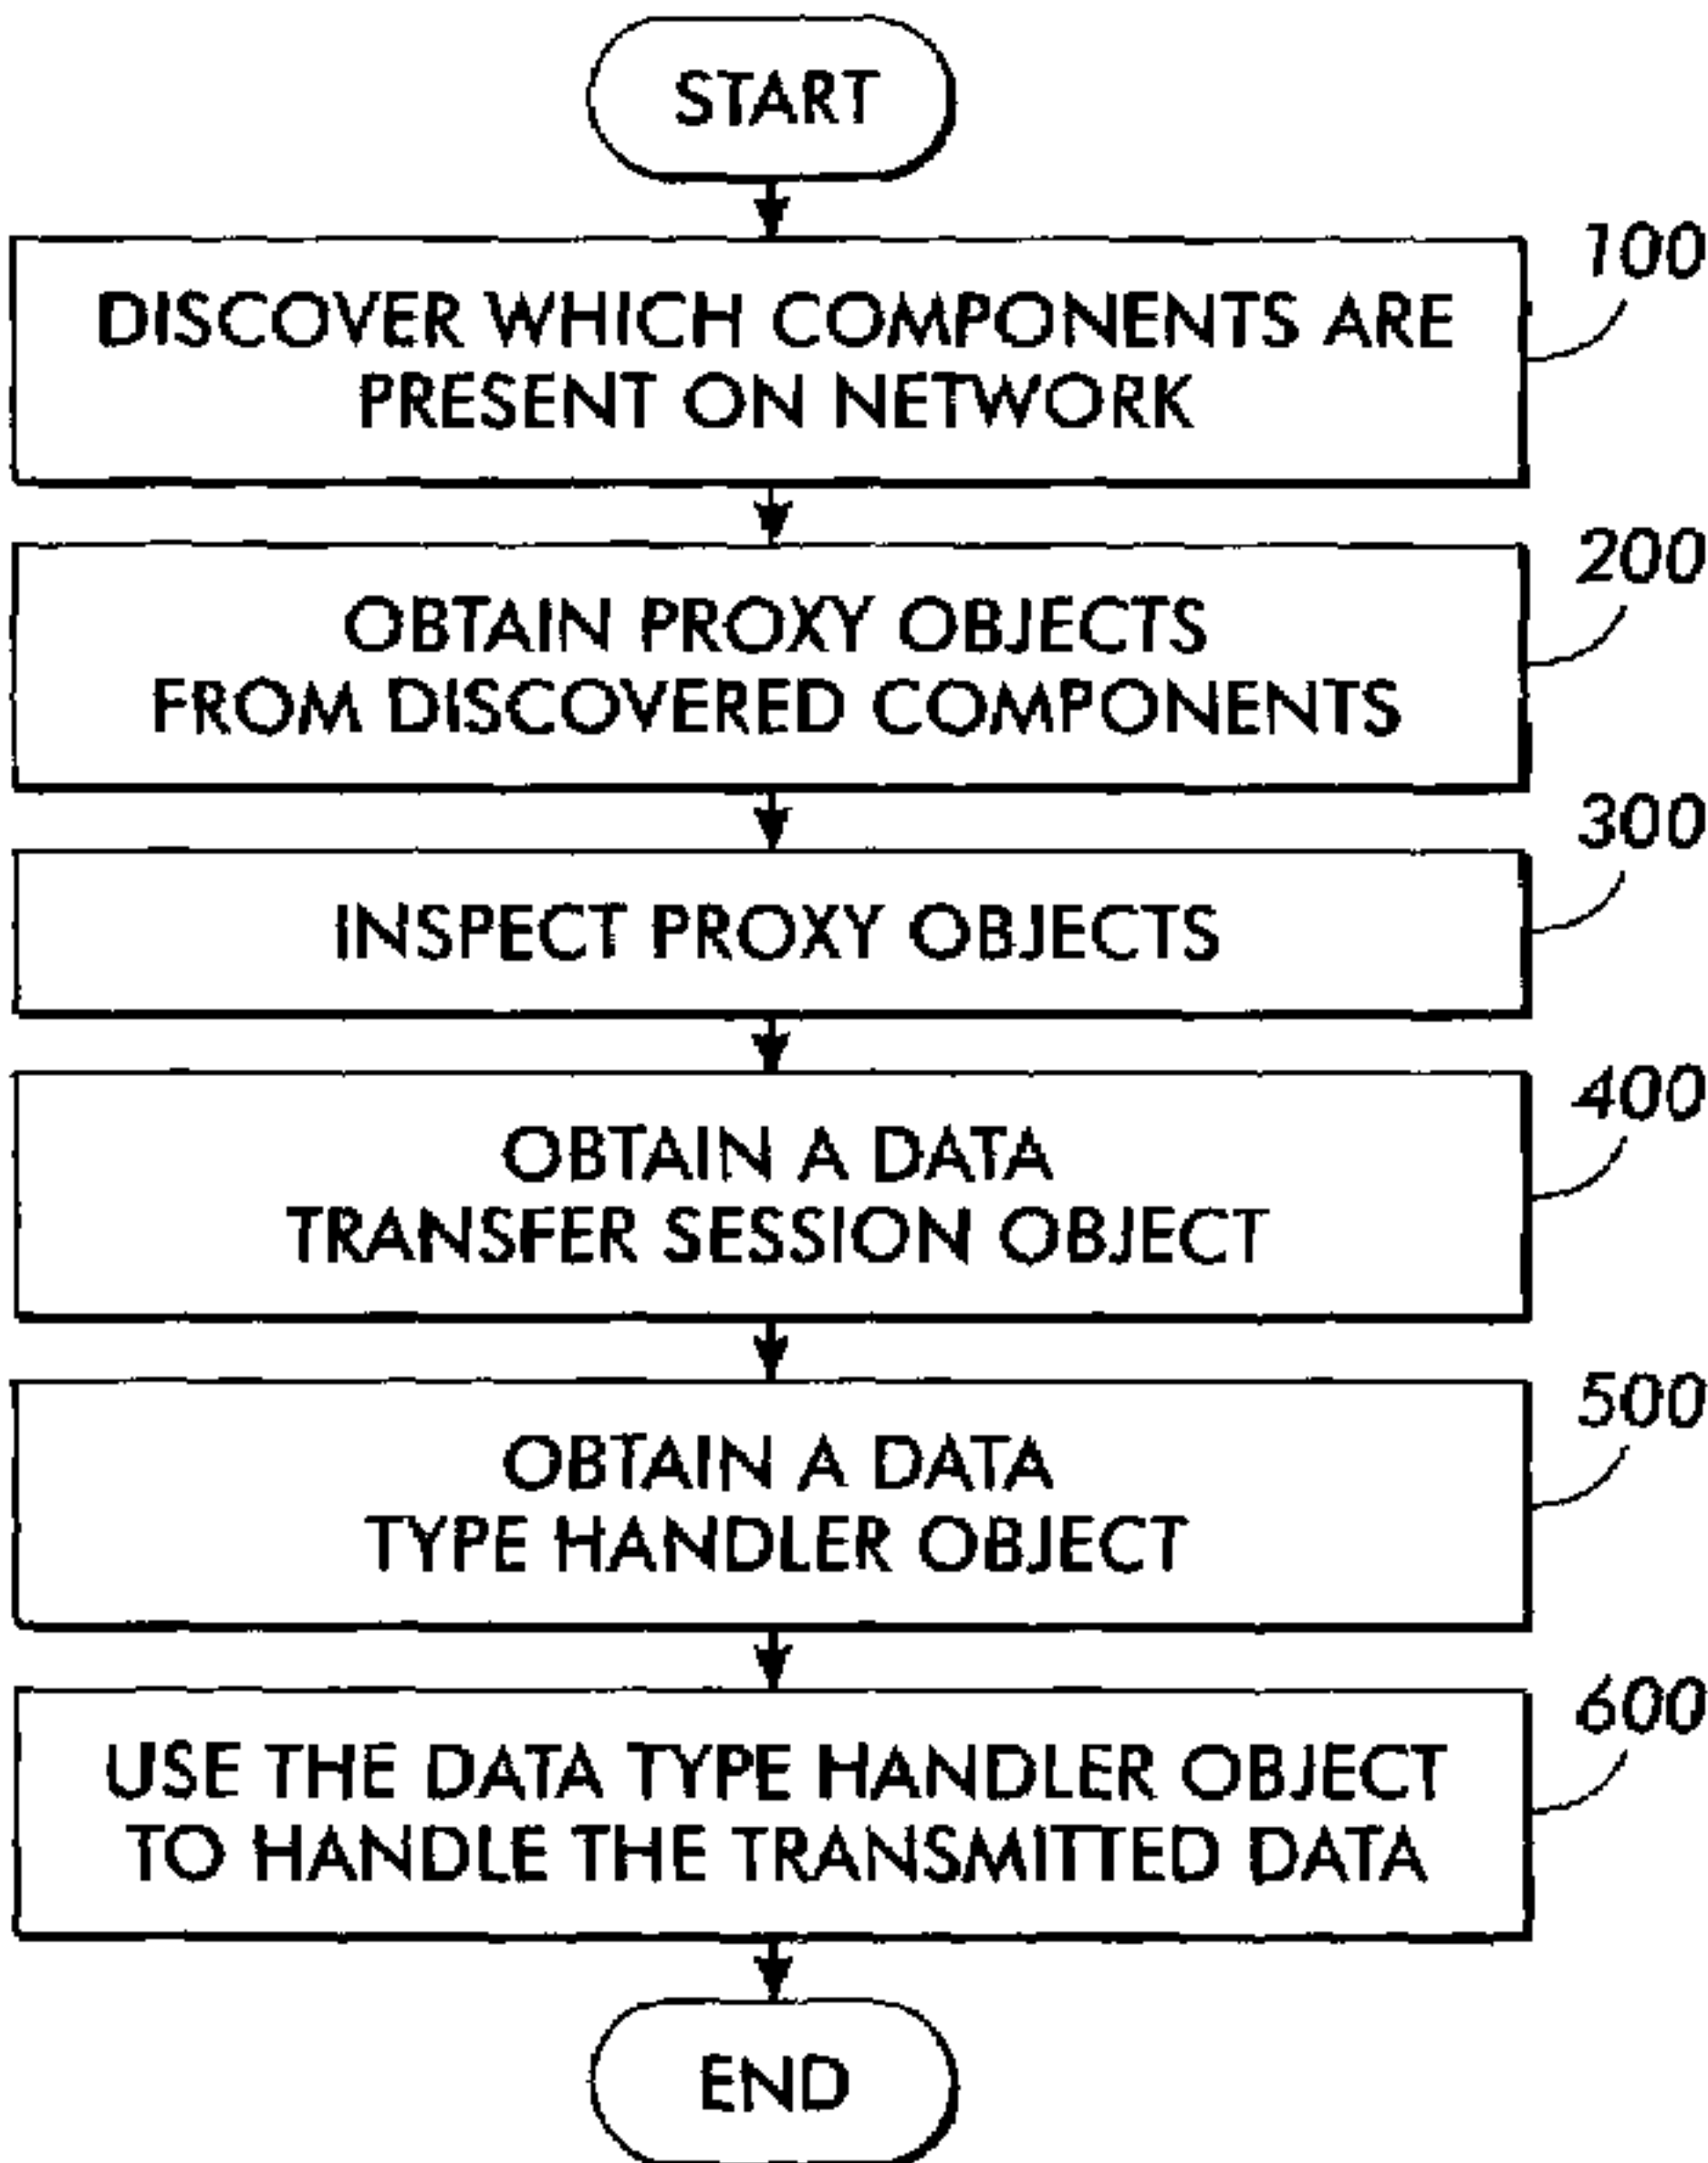 START
100
DISCOVER WHICH COMPONENTS ARE
PRESENT ON NETWORK
200
OBTAIN PROXY OBJECTS
FROM DISCOVERED COMPONENTS
300
INSPECT PROXY OBJECTS
400
OBTAIN A DATA
TRANSFER SESSION OBJECT
500
OBTAIN A DATA
TYPE HANDLER OBJECT
600
USE THE DATA TYPE HANDLER OBJECT
TO HANDLE THE TRANSMITTED DATA
END